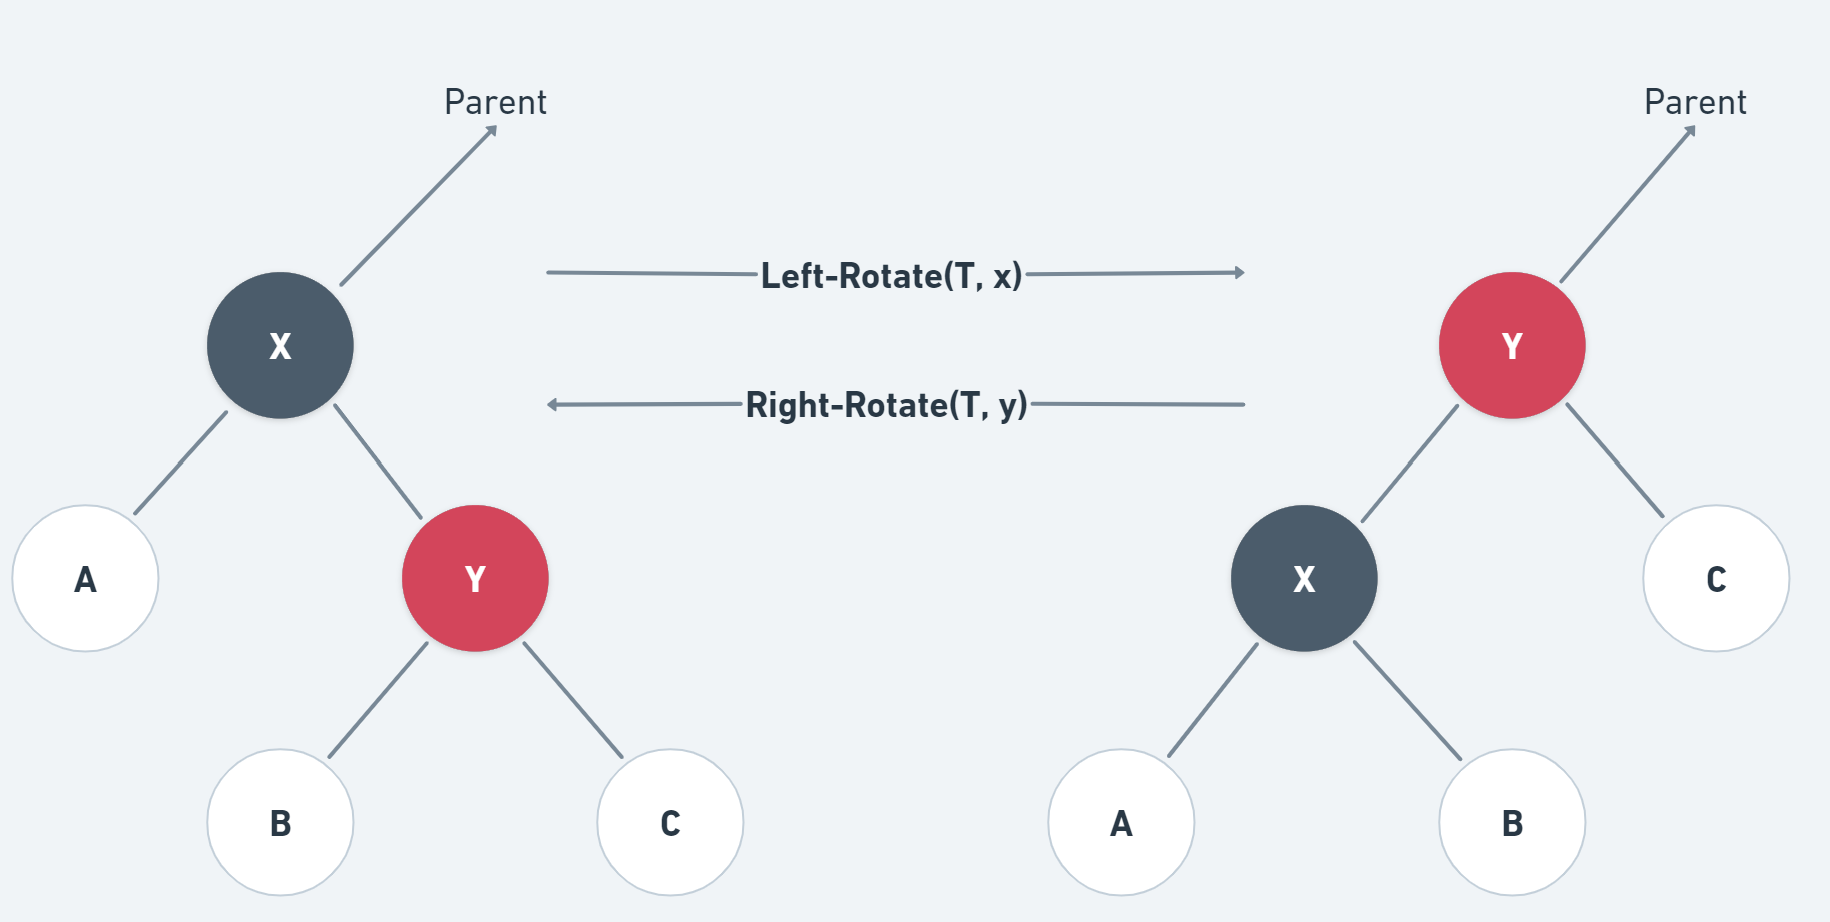 Parent
Parent
Left-Rotate(T, x)
X
Y
Right-Rotate(T, y)
A
Y
X
C
B
C
A
B